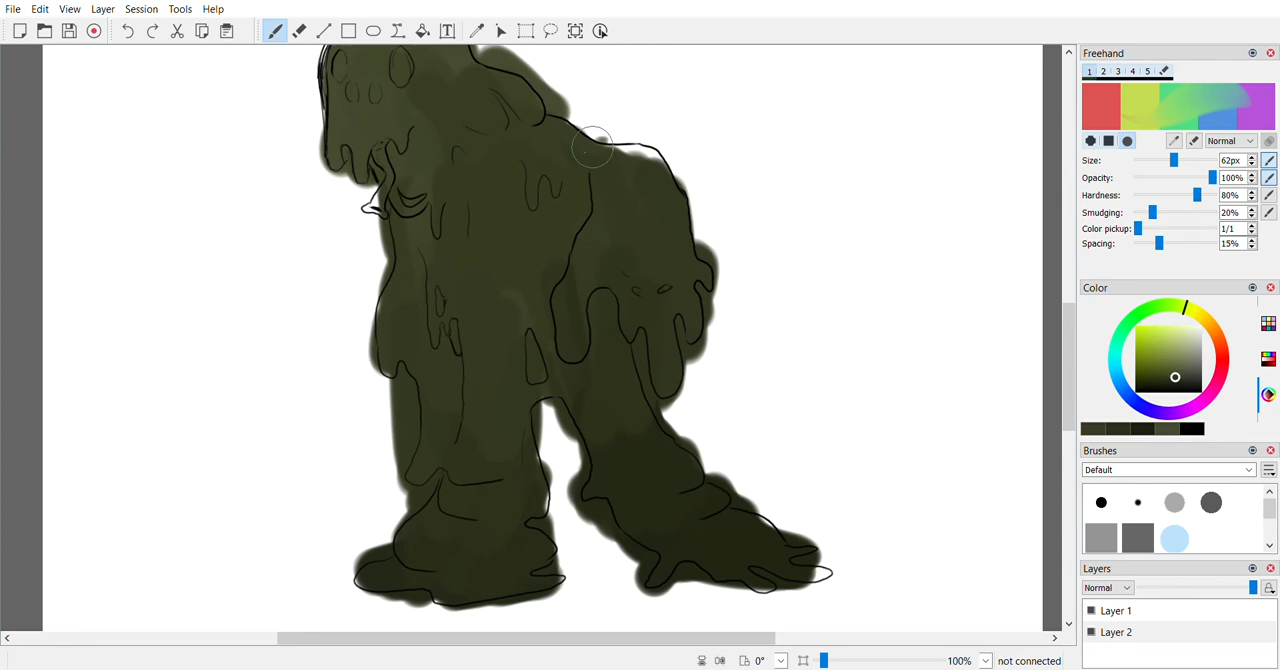 File Edit View Layer Session Tools Help
Freehand
1 2 3 4 5
Normal
Size: 62px
Opacity: 100%
Hardness: 80%
Smudging: 20%
Color pickup: 1/1
Spacing: 15%
Color
Brushes
Default
Layers
Normal
Layer 1
Layer 2
0° 100% not connected